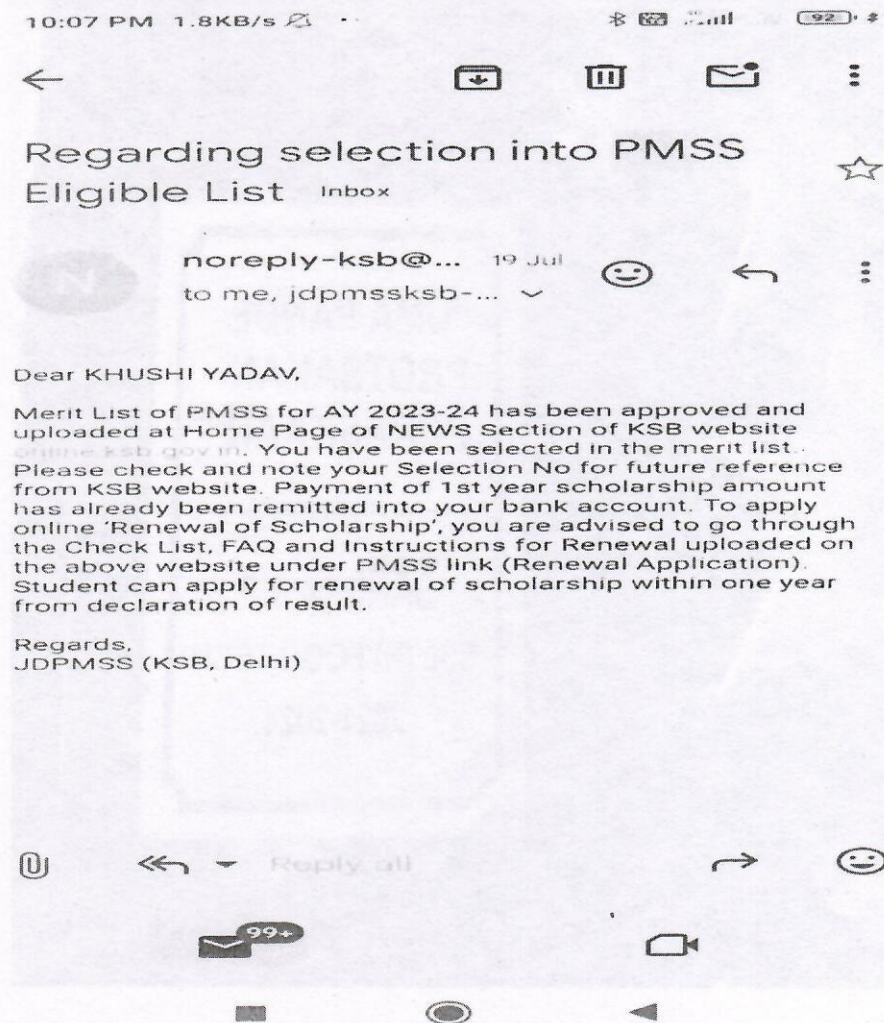 10:07 PM 1.8KB/s
92
Regarding selection into PMSS
Eligible List Inbox
N
noreply-ksb@... 19 Jul
to me, jdpmssksb-...
Dear KHUSHI YADAV,
Merit List of PMSS for AY 2023-24 has been approved and
uploaded at Home Page of NEWS Section of KSB website
online.ksb.gov.in. You have been selected in the merit list.
Please check and note your Selection No for future reference
from KSB website. Payment of 1st year scholarship amount
has already been remitted into your bank account. To apply
online ‘Renewal of Scholarship’, you are advised to go through
the Check List, FAQ and Instructions for Renewal uploaded on
the above website under PMSS link (Renewal Application).
Student can apply for renewal of scholarship within one year
from declaration of result.
Regards,
JDPMSS (KSB, Delhi)
Reply all
99+